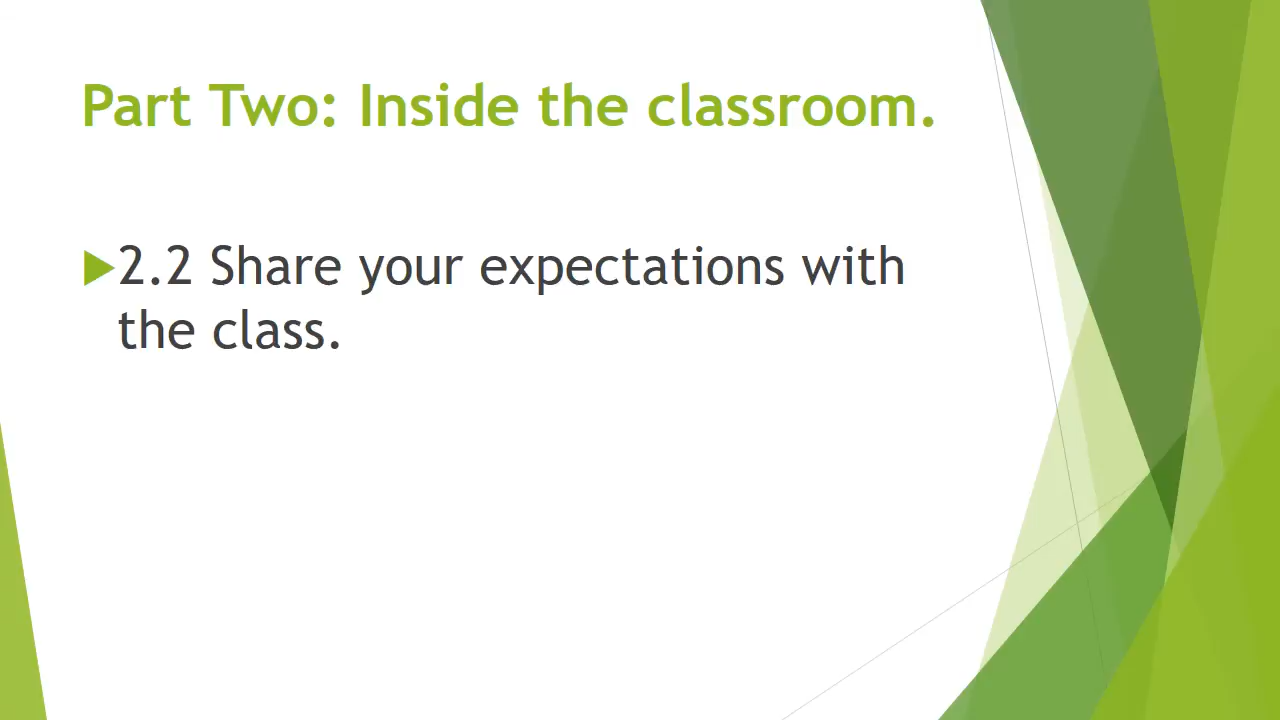 Part Two: Inside the classroom.
2.2 Share your expectations with
the class.